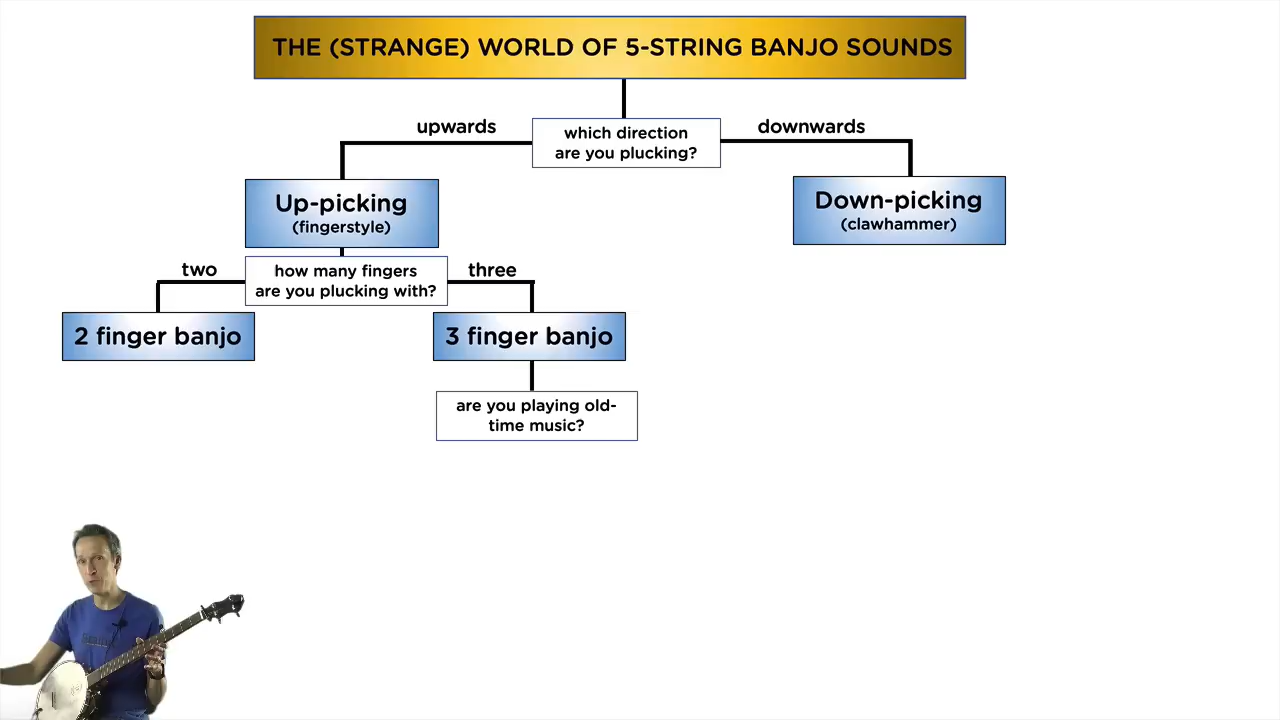 THE (STRANGE) WORLD OF 5-STRING BANJO SOUNDS
upwards
which direction
are you plucking?
downwards
Up-picking
(fingerstyle)
Down-picking
(clawhammer)
two
how many fingers
are you plucking with?
three
2 finger banjo
3 finger banjo
are you playing old-
time music?